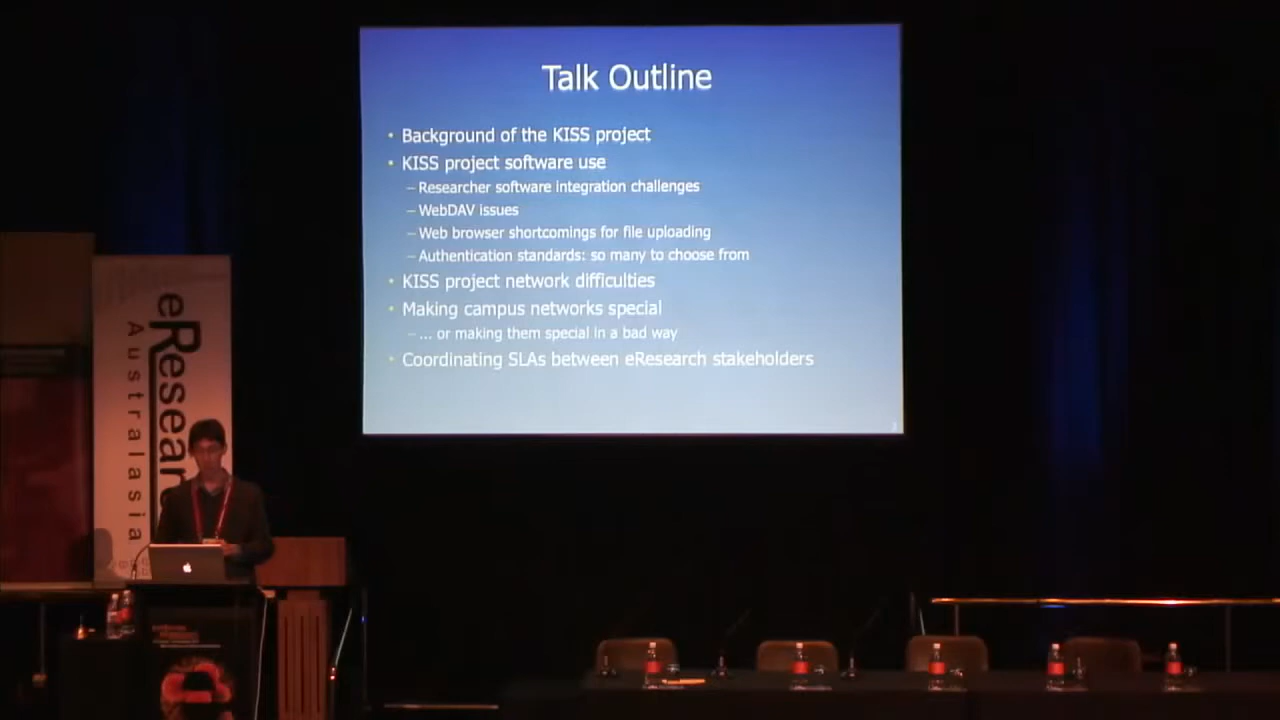 Talk Outline
• Background of the KISS project
• KISS project software use
– Researcher software integration challenges
– WebDAV issues
– Web browser shortcomings for file uploading
– Authentication standards: so many to choose from
• KISS project network difficulties
• Making campus networks special
– ... or making them special in a bad way
• Coordinating SLAs between eResearch stakeholders
Australasia